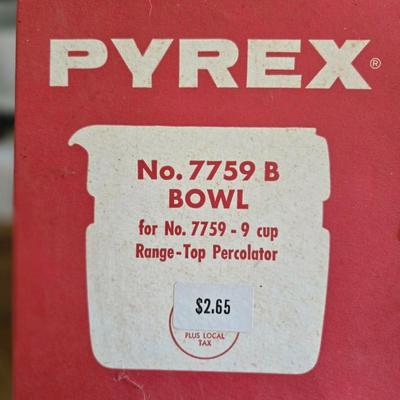 PYREX®
No. 7759 B
BOWL
for No. 7759 - 9 cup
Range-Top Percolator
$2.65
PLUS LOCAL
TAX